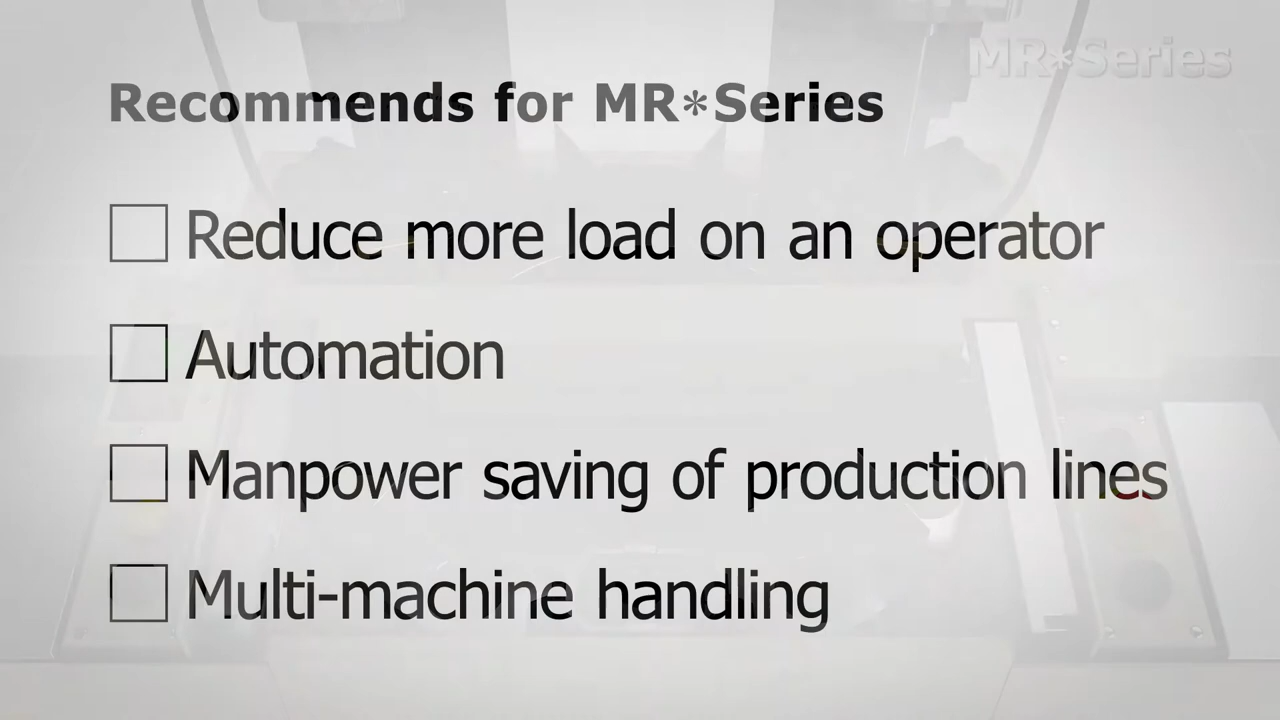 MR*Series
Recommends for MR*Series
Reduce more load on an operator
Automation
Manpower saving of production lines
Multi-machine handling